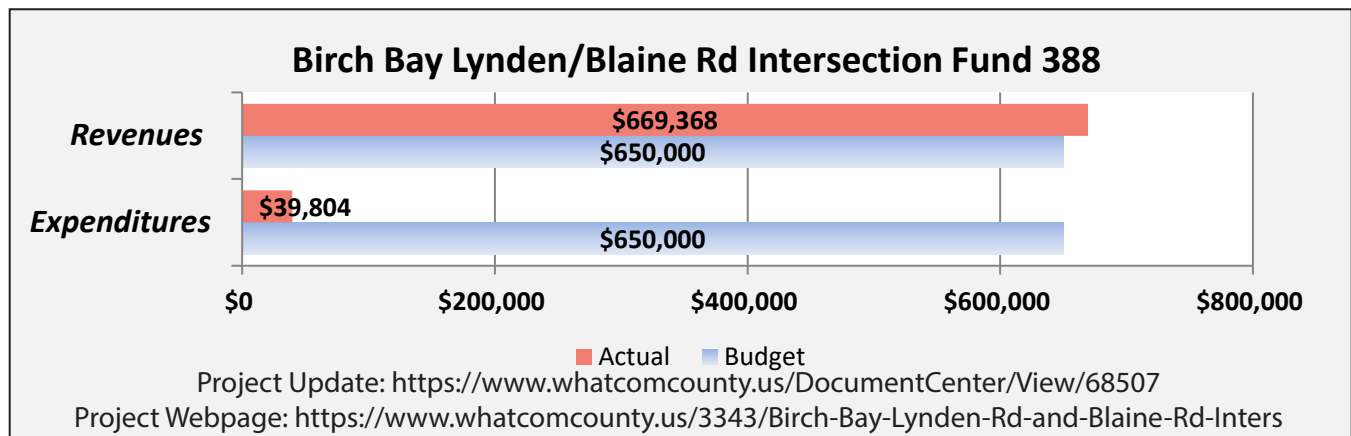 Birch Bay Lynden/Blaine Rd Intersection Fund 388
Revenues
$669,368
$650,000
Expenditures
$39,804
$650,000
$0 $200,000 $400,000 $600,000 $800,000
Actual Budget
Project Update: https://www.whatcomcounty.us/DocumentCenter/View/68507
Project Webpage: https://www.whatcomcounty.us/3343/Birch-Bay-Lynden-Rd-and-Blaine-Rd-Inters